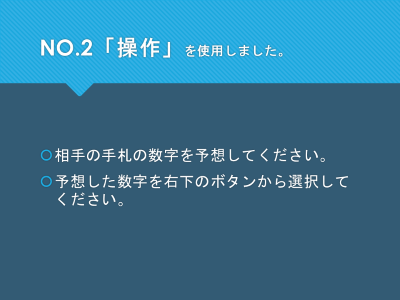 NO.2「操作」を使用しました。
相手の手札の数字を予想してください。
予想した数字を右下のボタンから選択して
ください。